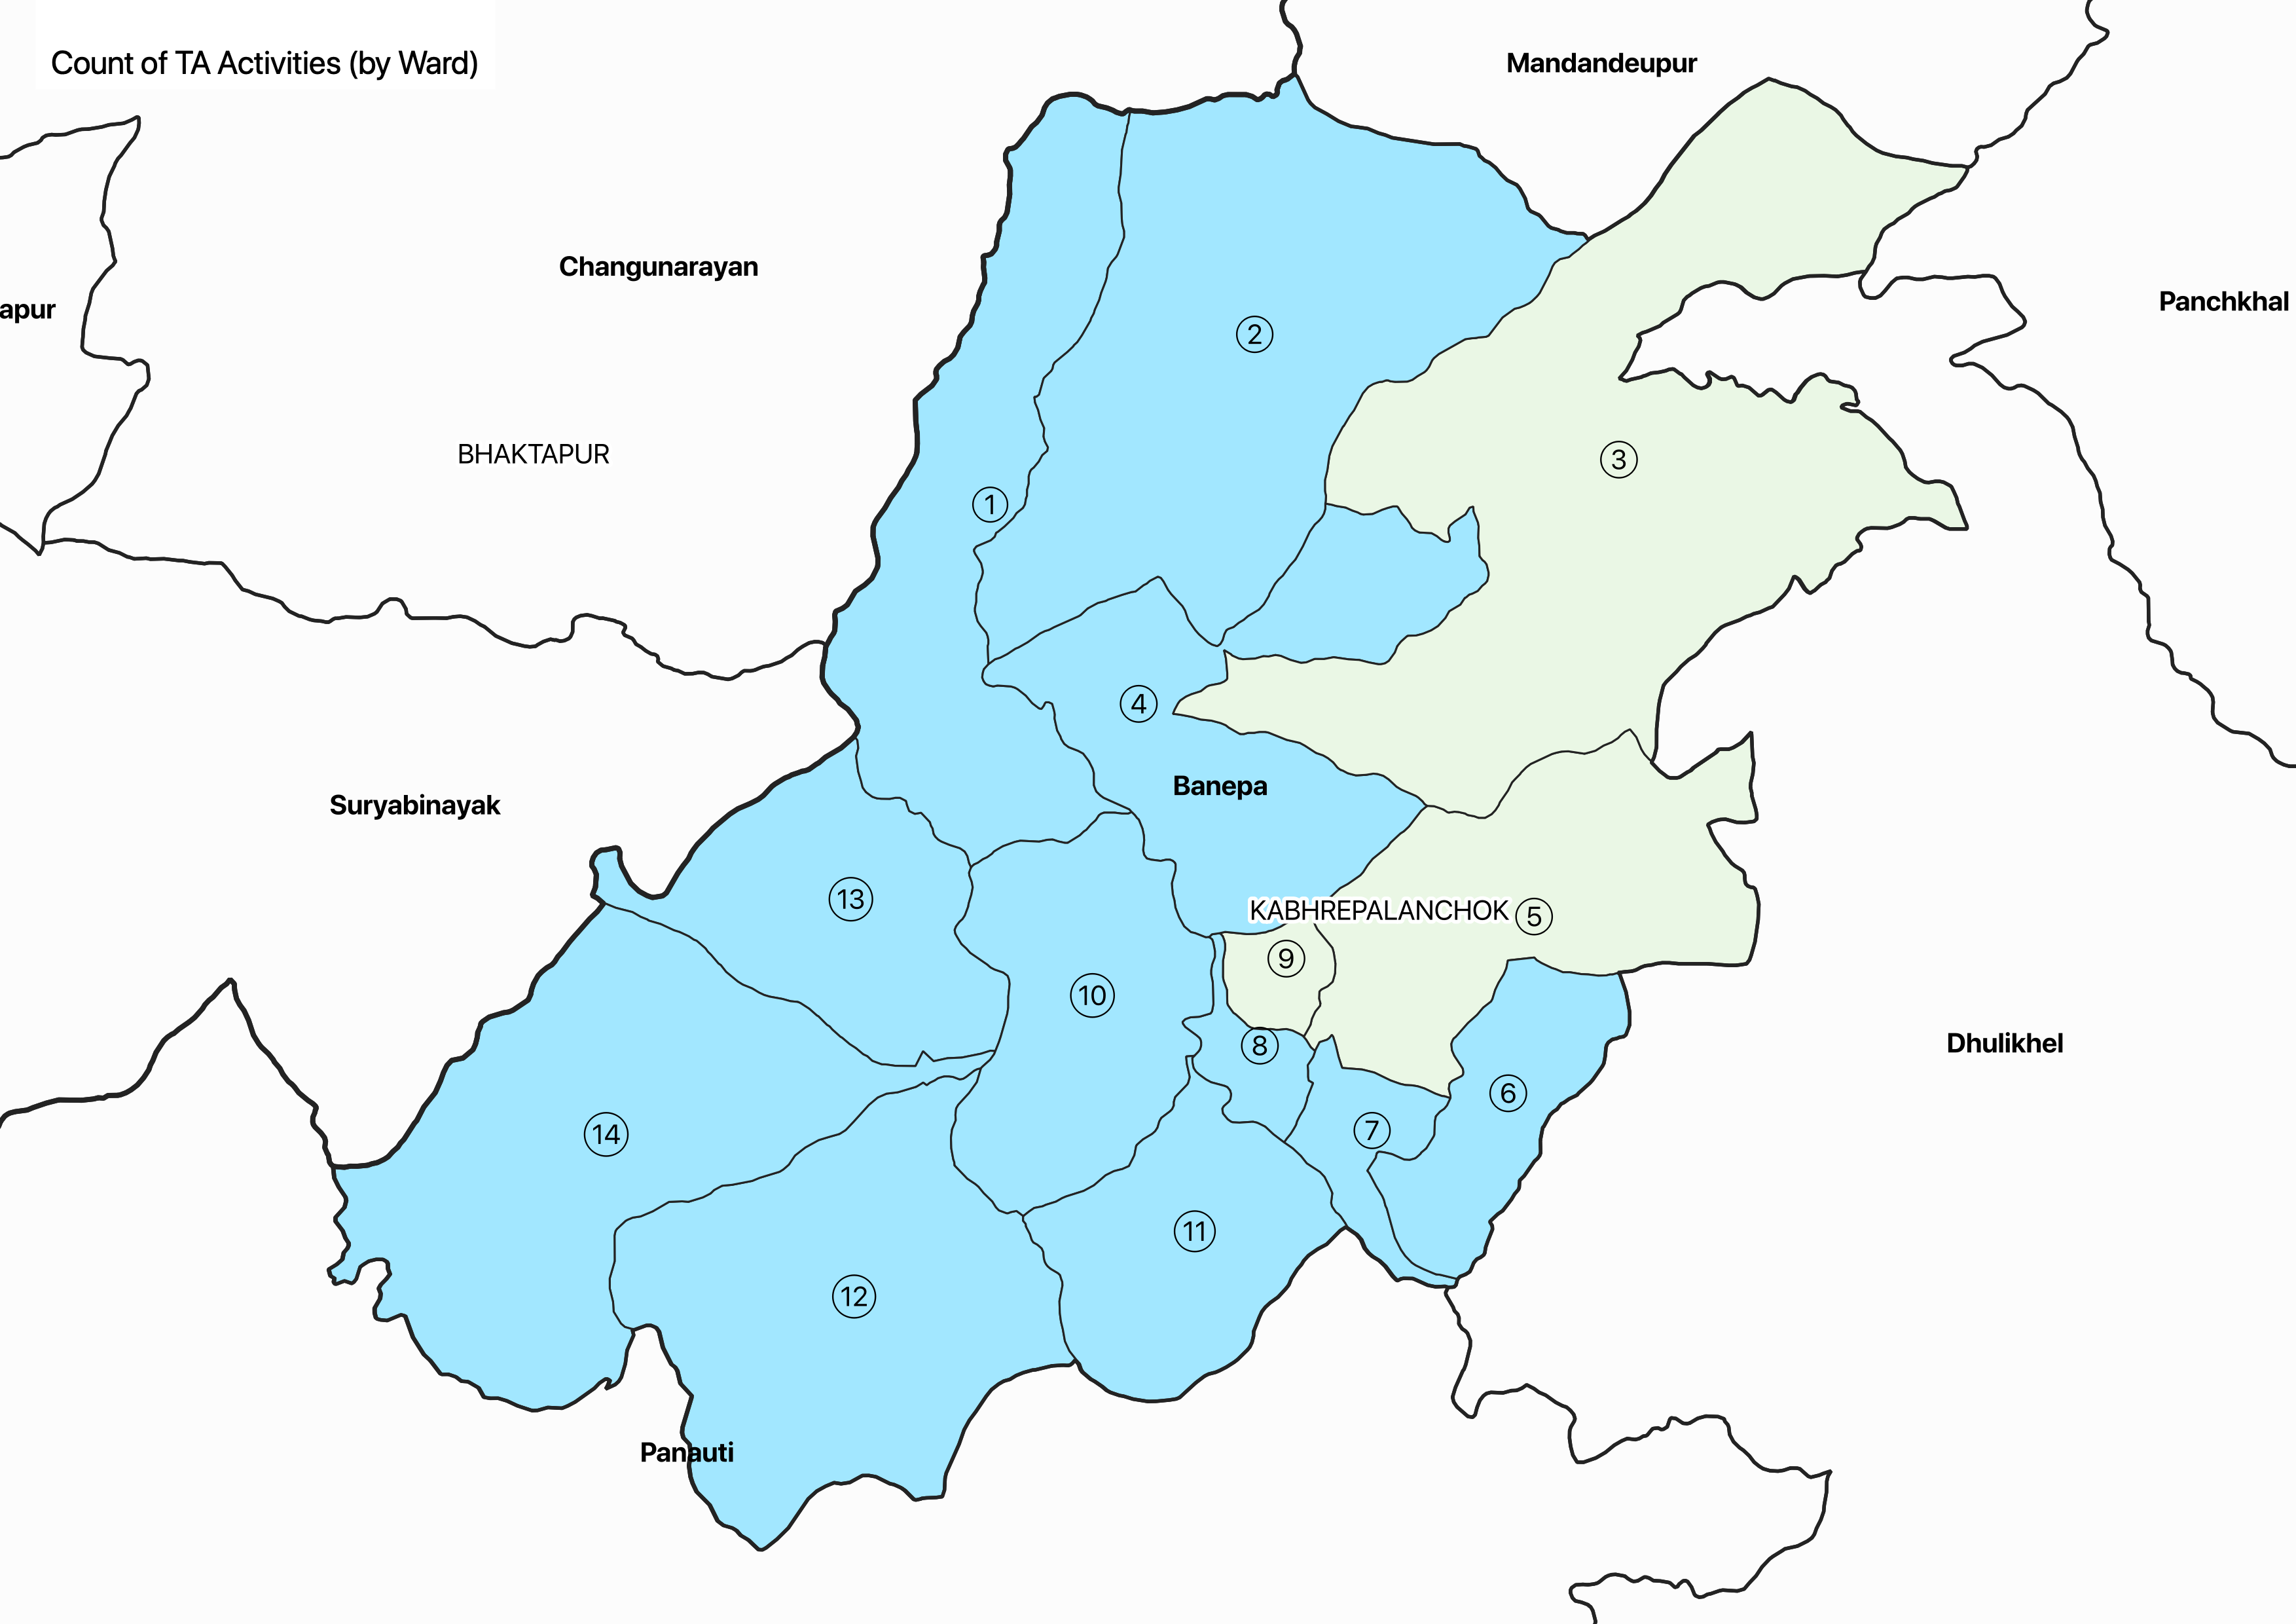 Count of TA Activities (by Ward)
Mandandeupur
Changunarayan
apur
Panchkhal
②
BHAKTAPUR
③
①
④
Banepa
Suryabinayak
⑬
KABHREPALANCHOK
⑤
⑨
⑩
⑧
Dhulikhel
⑥
⑭
⑦
⑪
⑫
Panauti